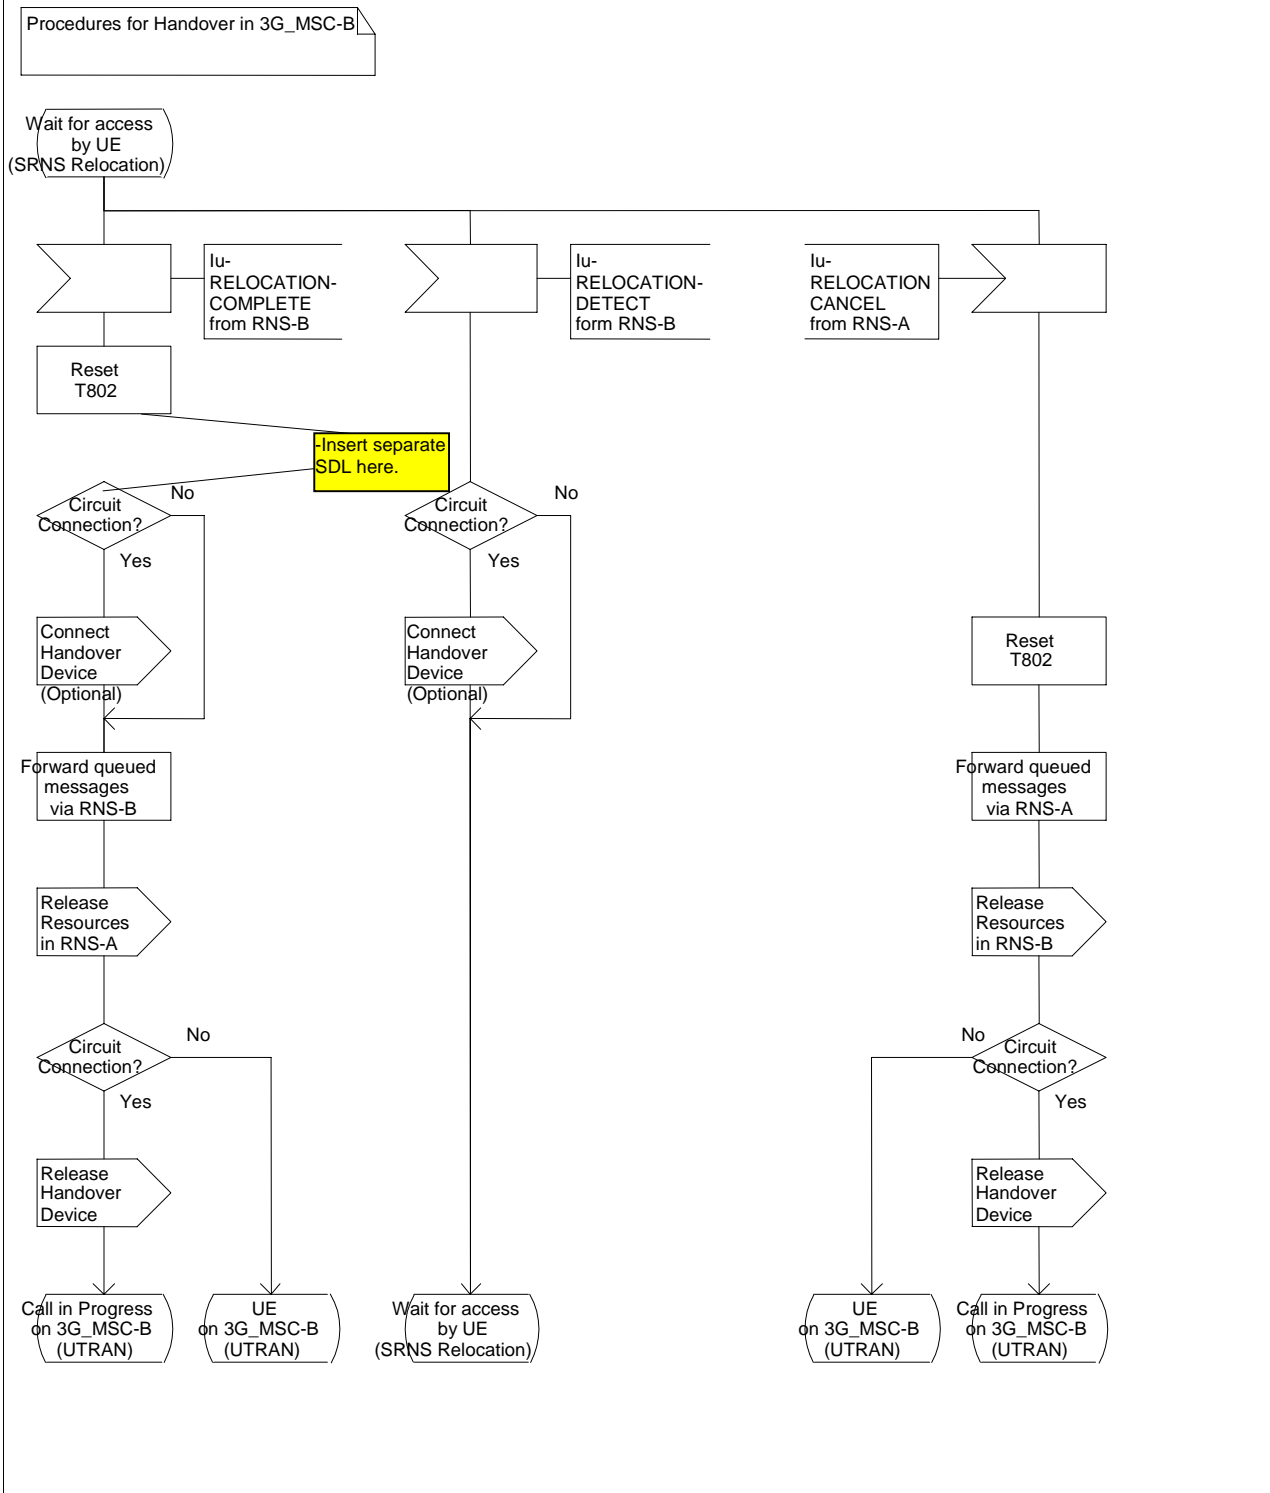 Procedures for Handover in 3G_MSC-B
Wait for access
by UE
(SRNS Relocation)
Iu-
RELOCATION-
COMPLETE
from RNS-B
Iu-
RELOCATION-
DETECT
form RNS-B
Iu-
RELOCATION
CANCEL
from RNS-A
Reset
T802
-Insert separate
SDL here.
Circuit
Connection?
No
Yes
Circuit
Connection?
No
Yes
Connect
Handover
Device
(Optional)
Connect
Handover
Device
(Optional)
Reset
T802
Forward queued
messages
via RNS-B
Forward queued
messages
via RNS-A
Release
Resources
in RNS-A
Release
Resources
in RNS-B
Circuit
Connection?
No
Yes
No
Circuit
Connection?
Yes
Release
Handover
Device
Release
Handover
Device
Call in Progress
on 3G_MSC-B
(UTRAN)
UE
on 3G_MSC-B
(UTRAN)
Wait for access
by UE
(SRNS Relocation)
UE
on 3G_MSC-B
(UTRAN)
Call in Progress
on 3G_MSC-B
(UTRAN)